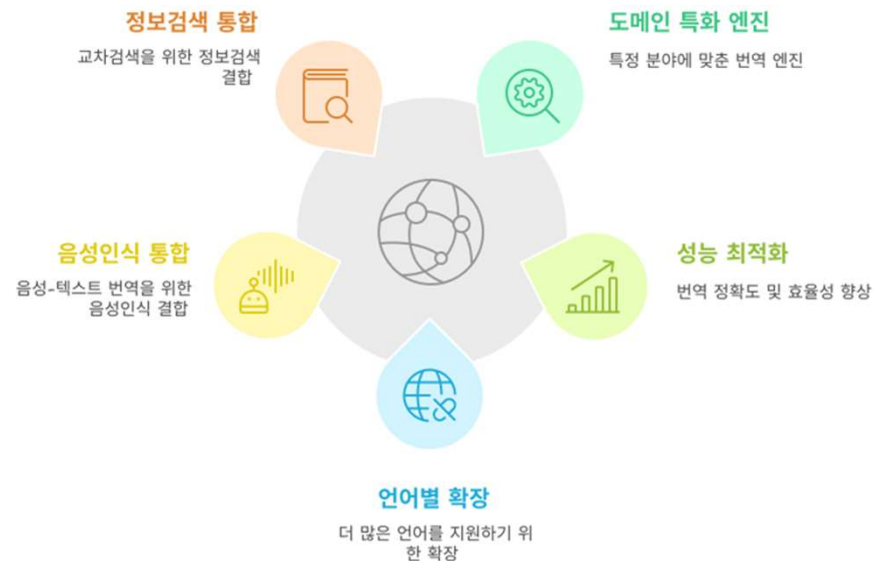 정보검색 통합
교차검색을 위한 정보검색
결합
도메인 특화 엔진
특정 분야에 맞춘 번역 엔진
음성인식 통합
음성-텍스트 번역을 위한
음성인식 결합
성능 최적화
번역 정확도 및 효율성 향상
언어별 확장
더 많은 언어를 지원하기 위
한 확장